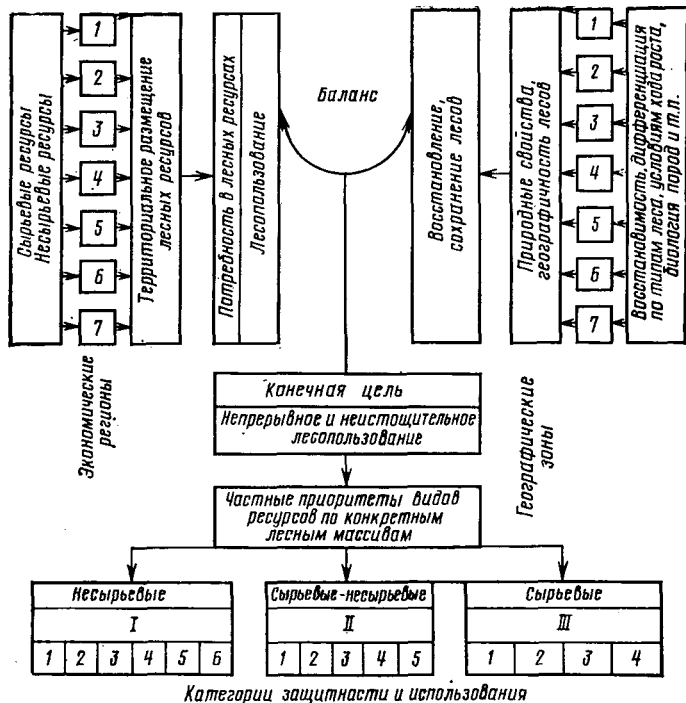 Сырьевые ресурсы
Несырьевые ресурсы
1
2
3
4
5
6
7
Экономические
регионы
Территориальное размещение
лесных ресурсов
Потребность в лесных ресурсах
Лесопользование
Баланс
Восстановление,
сохранение лесов
Природные свойства,
географичность лесов
1
2
3
4
5
6
7
Географические
зоны
Восстановимость, дифференциация
по типам леса, условиям хода роста,
биология пород и т.п.
Конечная цель
Непрерывное и неистощительное
лесопользование
Частные приоритеты видов
ресурсов по конкретным
лесным массивам
Несырьевые
I
1 2 3 4 5 6
Сырьевые-несырьевые
II
1 2 3 4 5
Сырьевые
III
1 2 3 4
Категории защитности и использования